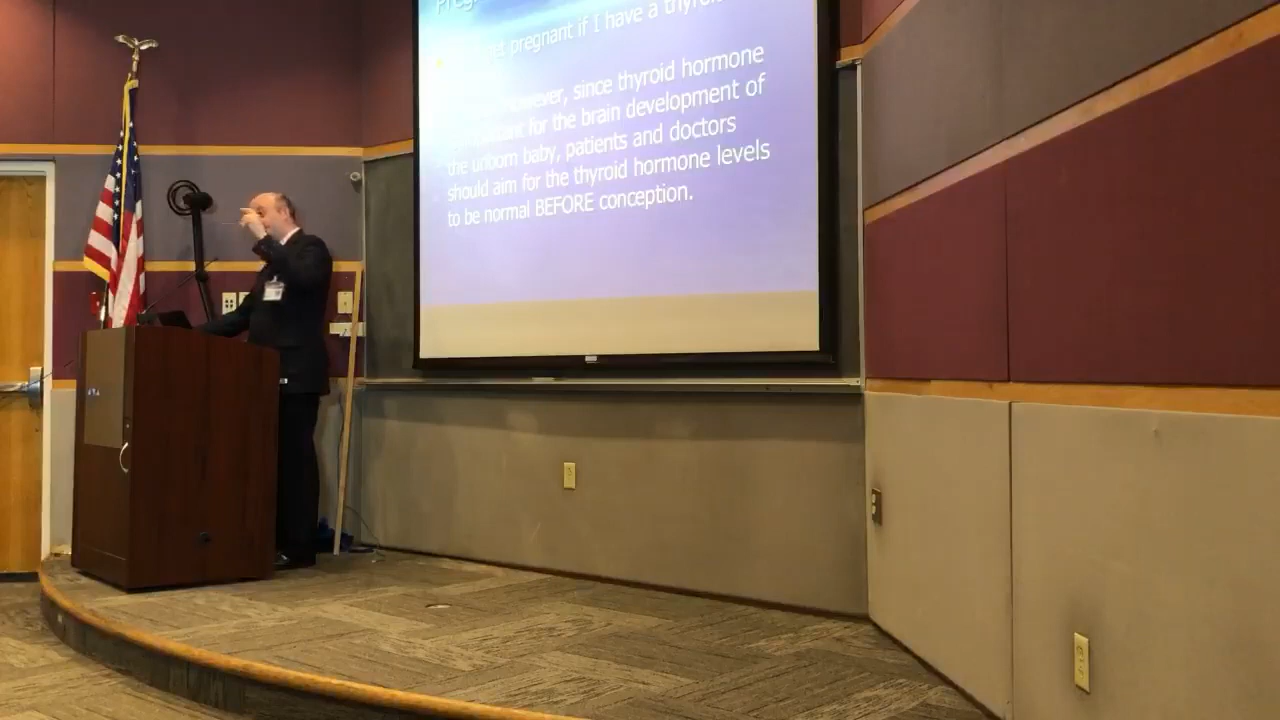 pregnant if I have a
since thyroid hormone
for the brain development of
the unborn baby, patients and doctors
should aim for the thyroid hormone levels
to be normal BEFORE conception.